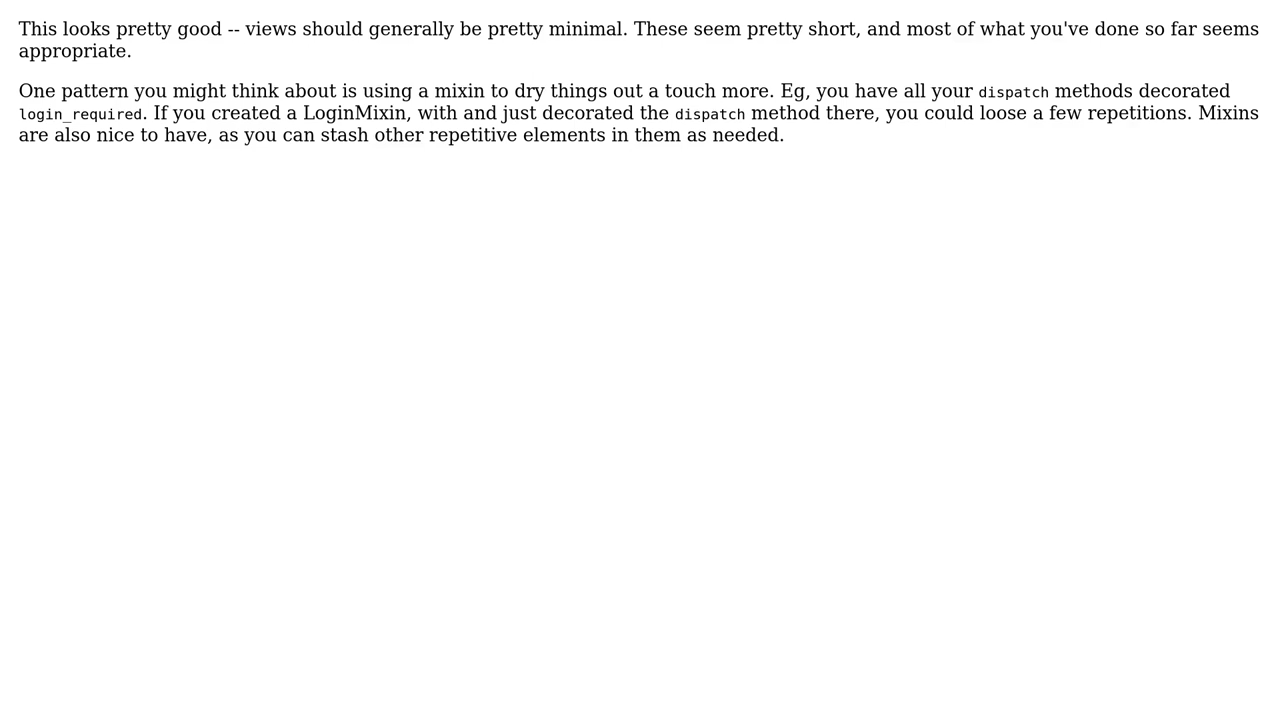 This looks pretty good -- views should generally be pretty minimal. These seem pretty short, and most of what you've done so far seems
appropriate.
One pattern you might think about is using a mixin to dry things out a touch more. Eg, you have all your dispatch methods decorated
login_required. If you created a LoginMixin, with and just decorated the dispatch method there, you could loose a few repetitions. Mixins
are also nice to have, as you can stash other repetitive elements in them as needed.